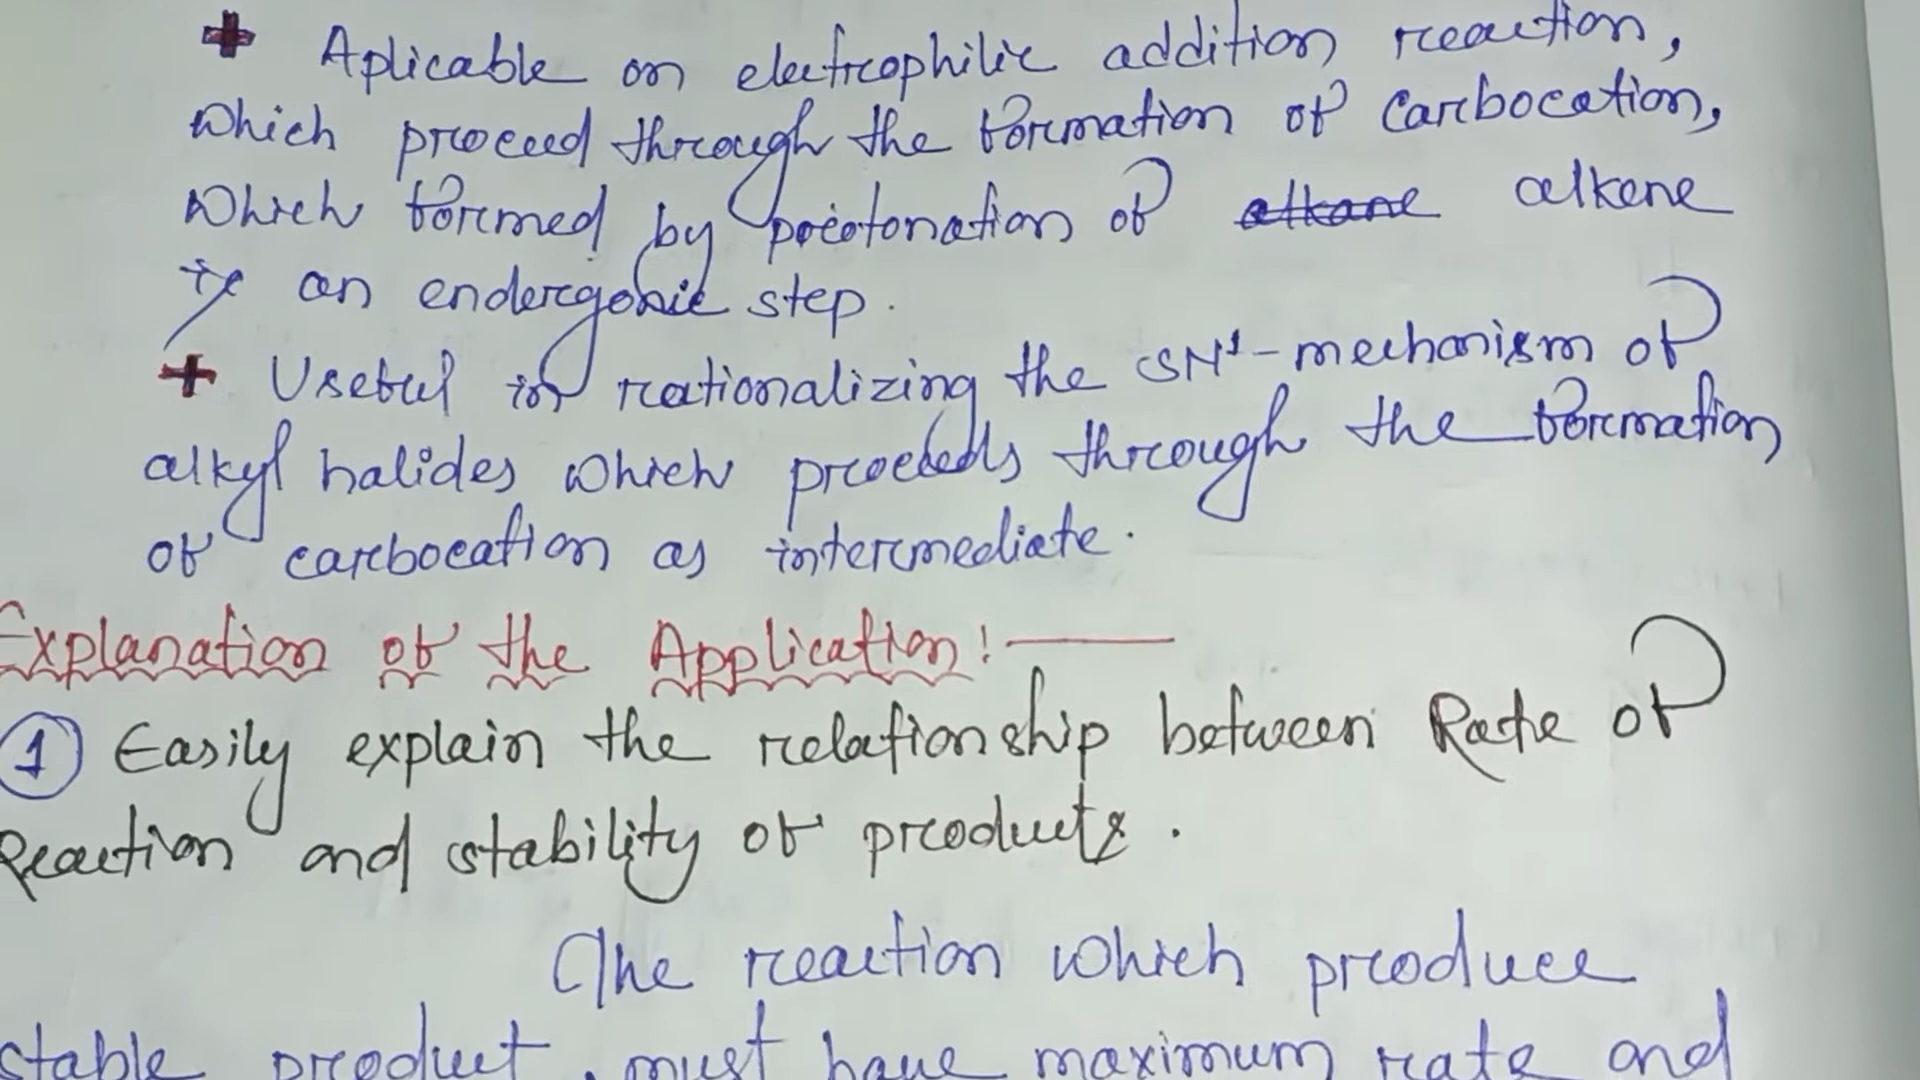 + Aplicable on electrophilic addition reaction,
which proceed through the formation of carbocation,
which formed by protonation of alkane alkene
is an endergonic step.
+ Useful for rationalizing the SN¹-mechanism of
alkyl halides which proceeds through the formation
of carbocation as intermediate.
Explanation of the Application:—
① Easily explain the relationship between Rate of
Reaction and stability of products.
The reaction which produce
stable product, must have maximum rate and